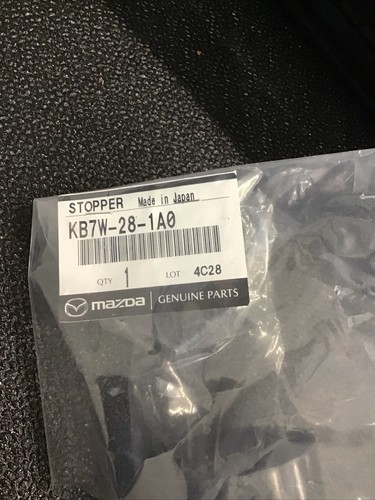 STOPPER Made in Japan
KB7W-28-1A0
QTY 1 LOT 4C28
mazda GENUINE PARTS